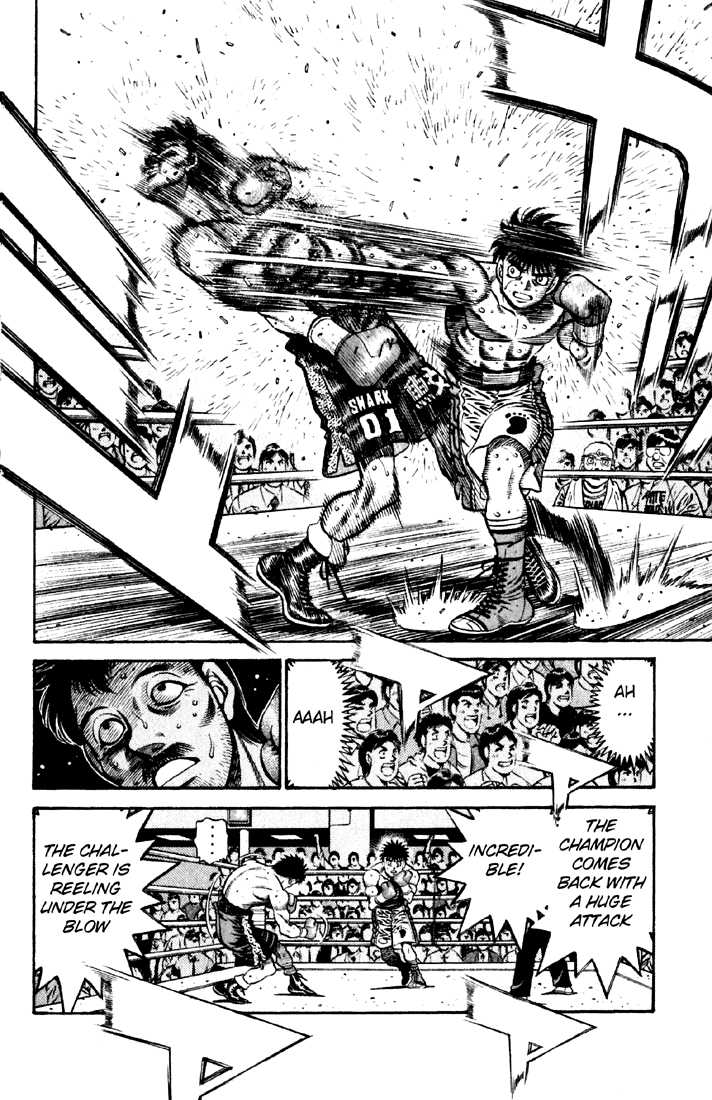 SHARK
01
AH
...
AAAH
THE
CHAMPION
COMES
BACK WITH
A HUGE
ATTACK
INCREDI-
BLE!
...
THE CHAL-
LENGER IS
REELING
UNDER THE
BLOW